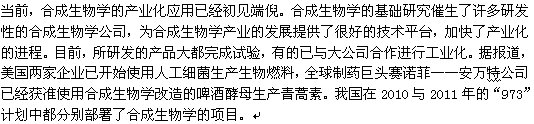 当前，合成生物学的产业化应用已经初见端倪。合成生物学的基础研究催生了许多研发
性的合成生物学公司，为合成生物学产业的发展提供了很好的技术平台，加快了产业化
的进程。目前，所研发的产品大都完成试验，有的已与大公司合作进行工业化。据报道，
美国两家企业已开始使用人工细菌生产生物燃料，全球制药巨头赛诺菲——安万特公司
已经获准使用合成生物学改造的啤酒酵母生产青蒿素。我国在 2010 与 2011 年的“973”
计划中都分别部署了合成生物学的项目。↵